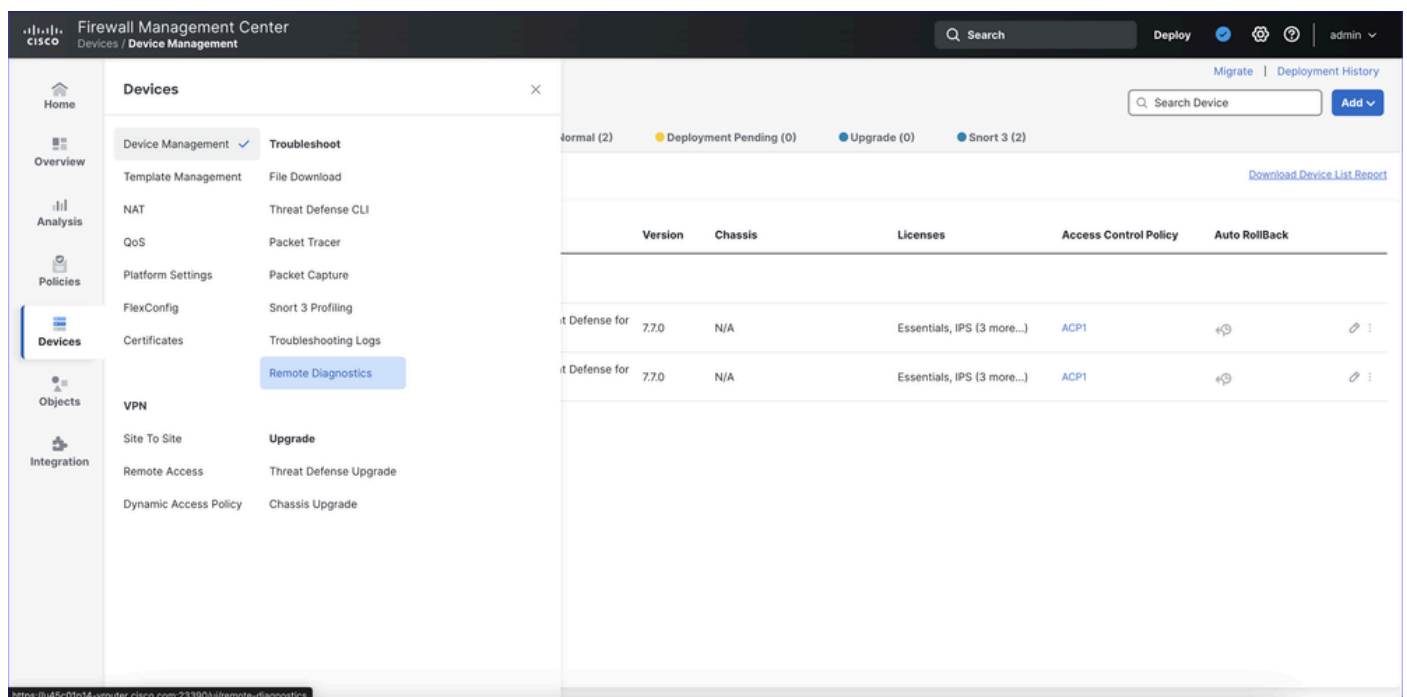 CISCO
Firewall Management Center
Devices / Device Management
Search
Deploy
admin
Home
Overview
Analysis
Policies
Devices
Objects
Integration
Devices
Device Management
Template Management
NAT
QoS
Platform Settings
FlexConfig
Certificates
VPN
Site To Site
Remote Access
Dynamic Access Policy
Troubleshoot
File Download
Threat Defense CLI
Packet Tracer
Packet Capture
Snort 3 Profiling
Troubleshooting Logs
Remote Diagnostics
Upgrade
Threat Defense Upgrade
Chassis Upgrade
Migrate | Deployment History
Search Device
Add
Normal (2) Deployment Pending (0) Upgrade (0) Snort 3 (2)
Download Device List Report
Version Chassis Licenses Access Control Policy Auto RollBack
Defense for 7.7.0 N/A Essentials, IPS (3 more...) ACP1
Defense for 7.7.0 N/A Essentials, IPS (3 more...) ACP1